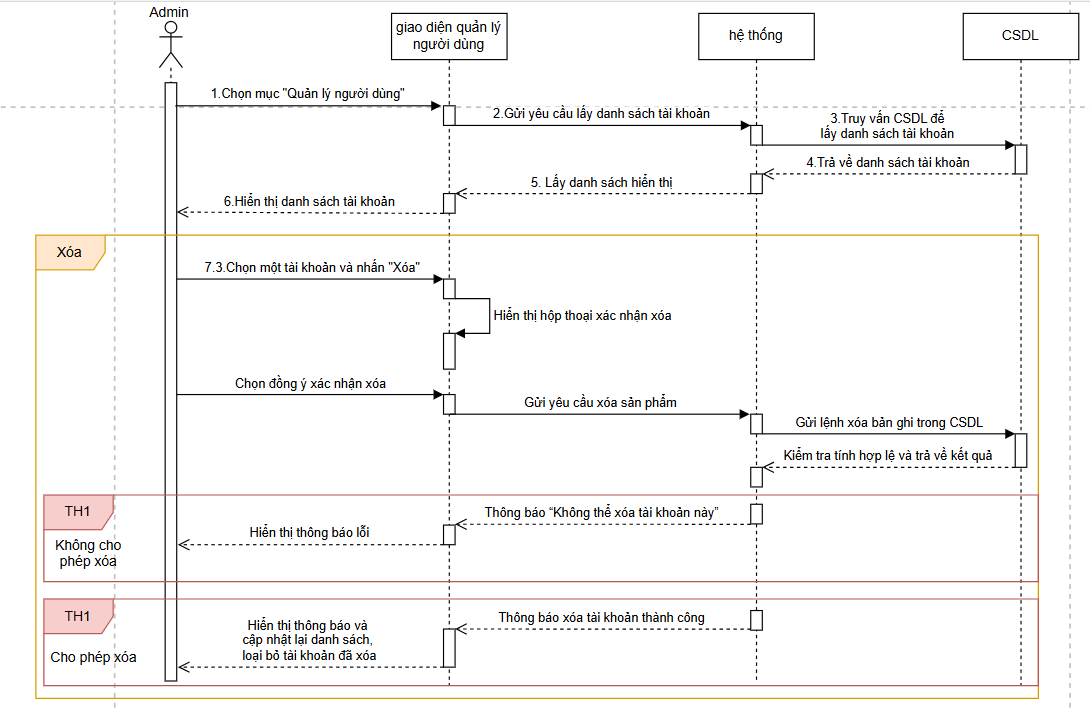 Admin
giao diện quản lý
người dùng
hệ thống
CSDL
1.Chọn mục "Quản lý người dùng"
2.Gửi yêu cầu lấy danh sách tài khoản
3.Truy vấn CSDL để
lấy danh sách tài khoản
4.Trả về danh sách tài khoản
5. Lấy danh sách hiển thị
6.Hiển thị danh sách tài khoản
Xóa
7.3.Chọn một tài khoản và nhấn "Xóa"
Hiển thị hộp thoại xác nhận xóa
Chọn đồng ý xác nhận xóa
Gửi yêu cầu xóa sản phẩm
Gửi lệnh xóa bản ghi trong CSDL
Kiểm tra tính hợp lệ và trả về kết quả
TH1
Không cho
phép xóa
Thông báo “Không thể xóa tài khoản này”
Hiển thị thông báo lỗi
TH1
Cho phép xóa
Thông báo xóa tài khoản thành công
Hiển thị thông báo và
cập nhật lại danh sách,
loại bỏ tài khoản đã xóa